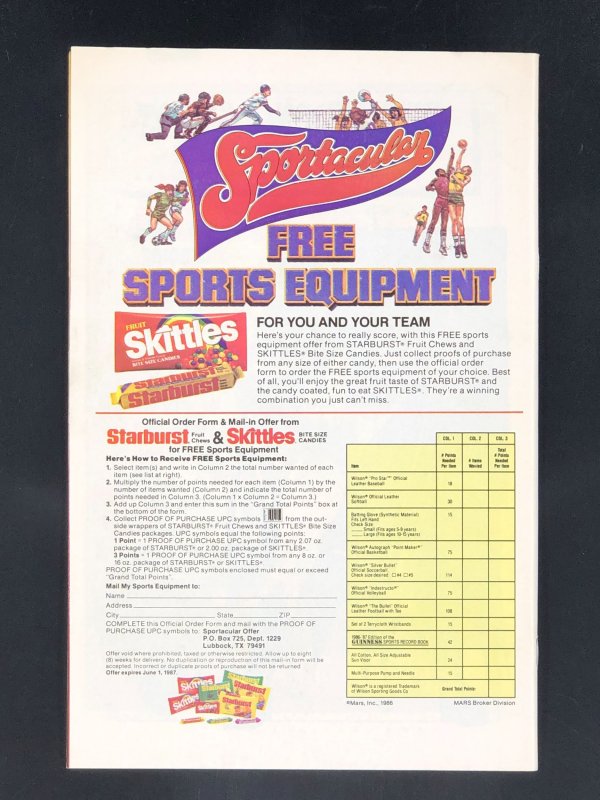 Sportacular
FREE
SPORTS EQUIPMENT
FRUIT
Skittles
BITE SIZE CANDIES
Starburst
Starburst
FOR YOU AND YOUR TEAM
Here's your chance to really score, with this FREE sports
equipment offer from STARBURST® Fruit Chews and
SKITTLES® Bite Size Candies. Just collect proofs of purchase
from any size of either candy, then use the official order
form to order the FREE sports equipment of your choice. Best
of all, you'll enjoy the great fruit taste of STARBURST® and
the candy coated, fun to eat SKITTLES®. They're a winning
combination you just can't miss.
Official Order Form & Mail-in Offer from
Starburst® Fruit Chews & Skittles® BITE SIZE CANDIES
for FREE Sports Equipment
Here's How to Receive FREE Sports Equipment:
1. Select item(s) and write in Column 2 the total number wanted of each
item (see list at right).
2. Multiply the number of points needed for each item (Column 1) by the
number of items wanted (Column 2) and indicate the total number of
points needed in Column 3. (Column 1 x Column 2 = Column 3.)
3. Add up Column 3 and enter this sum in the "Grand Total Points" box at
the bottom of form.
4. Collect PROOF OF PURCHASE UPC symbols from the out-
side wrappers of STARBURST® Fruit Chews and SKITTLES® Bite Size
Candies packages. UPC symbols equal the following points:
1 Point = 1 PROOF OF PURCHASE UPC symbol from any 2.07 oz.
package of STARBURST® or 2.00 oz. package of SKITTLES®.
3 Points = 1 PROOF OF PURCHASE UPC symbol from any 8 oz. or
16 oz. package of STARBURST® or SKITTLES®.
PROOF OF PURCHASE UPC symbols enclosed must equal or exceed
"Grand Total Points".
Mail My Sports Equipment to:
Name
Address
City State ZIP
COMPLETE this Official Order Form and mail with the PROOF OF
PURCHASE UPC symbols to: Sportacular Offer
P.O. Box 725, Dept. 1229
Lubbock, TX 79491
Offer void where prohibited, taxed or otherwise restricted. Allow up to eight
(8) weeks for delivery. No duplication or reproduction of this mail-in form will be
accepted. Incorrect or duplicate proofs of purchase will not be returned.
Offer expires June 1, 1987.
COL. 1 COL. 2 COL. 3
Item # Points Needed Per Item # Items Wanted Total # Points Needed Per Item
Wilson® "Pro Star™" Official
Leather Baseball 18
Wilson® Official Leather
Softball 30
Batting Glove (Synthetic Material) 15
Fits Left Hand
Check Size
Small (Fits ages 5-9 years)
Large (Fits ages 10-15 years)
Wilson® Autograph "Point Maker®"
Official Basketball 75
Wilson® "Silver Bullet"
Official Soccerball
Check size desired #4 #5 114
Wilson® "Indestructo®"
Official Volleyball 75
Wilson® "The Bullet" Official
Leather Football with Tee 108
Set of 2 Terrycloth Wristbands 15
1986-'87 Edition of the
GUINNESS SPORTS RECORD BOOK 42
All Cotton, All Size Adjustable
Sun Visor 24
Multi-Purpose Pump and Needle 15
Wilson® is a registered Trademark
of Wilson Sporting Goods Co. Grand Total Points:
©Mars, Inc., 1986 MARS Broker Division
Skittles
Starburst
Skittles
Starburst